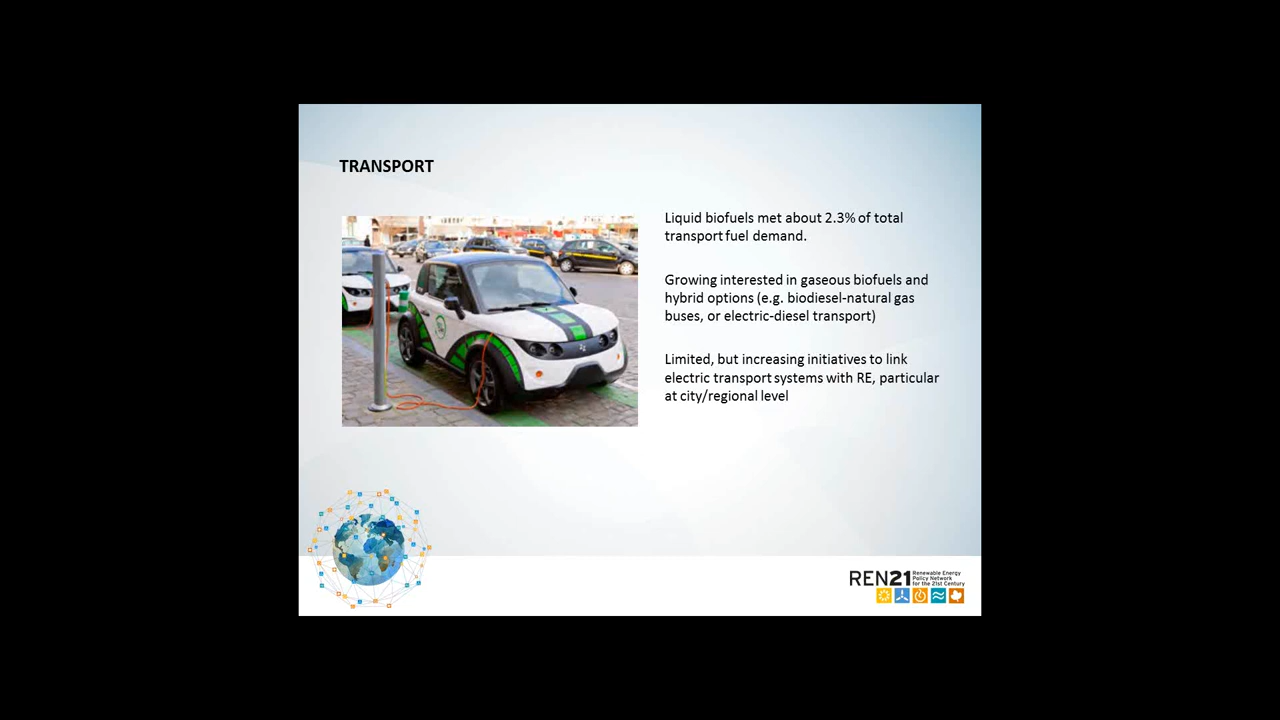 TRANSPORT
Liquid biofuels met about 2.3% of total
transport fuel demand.
Growing interested in gaseous biofuels and
hybrid options (e.g. biodiesel-natural gas
buses, or electric-diesel transport)
Limited, but increasing initiatives to link
electric transport systems with RE, particular
at city/regional level
REN21
Renewable Energy
Policy Network
for the 21st Century